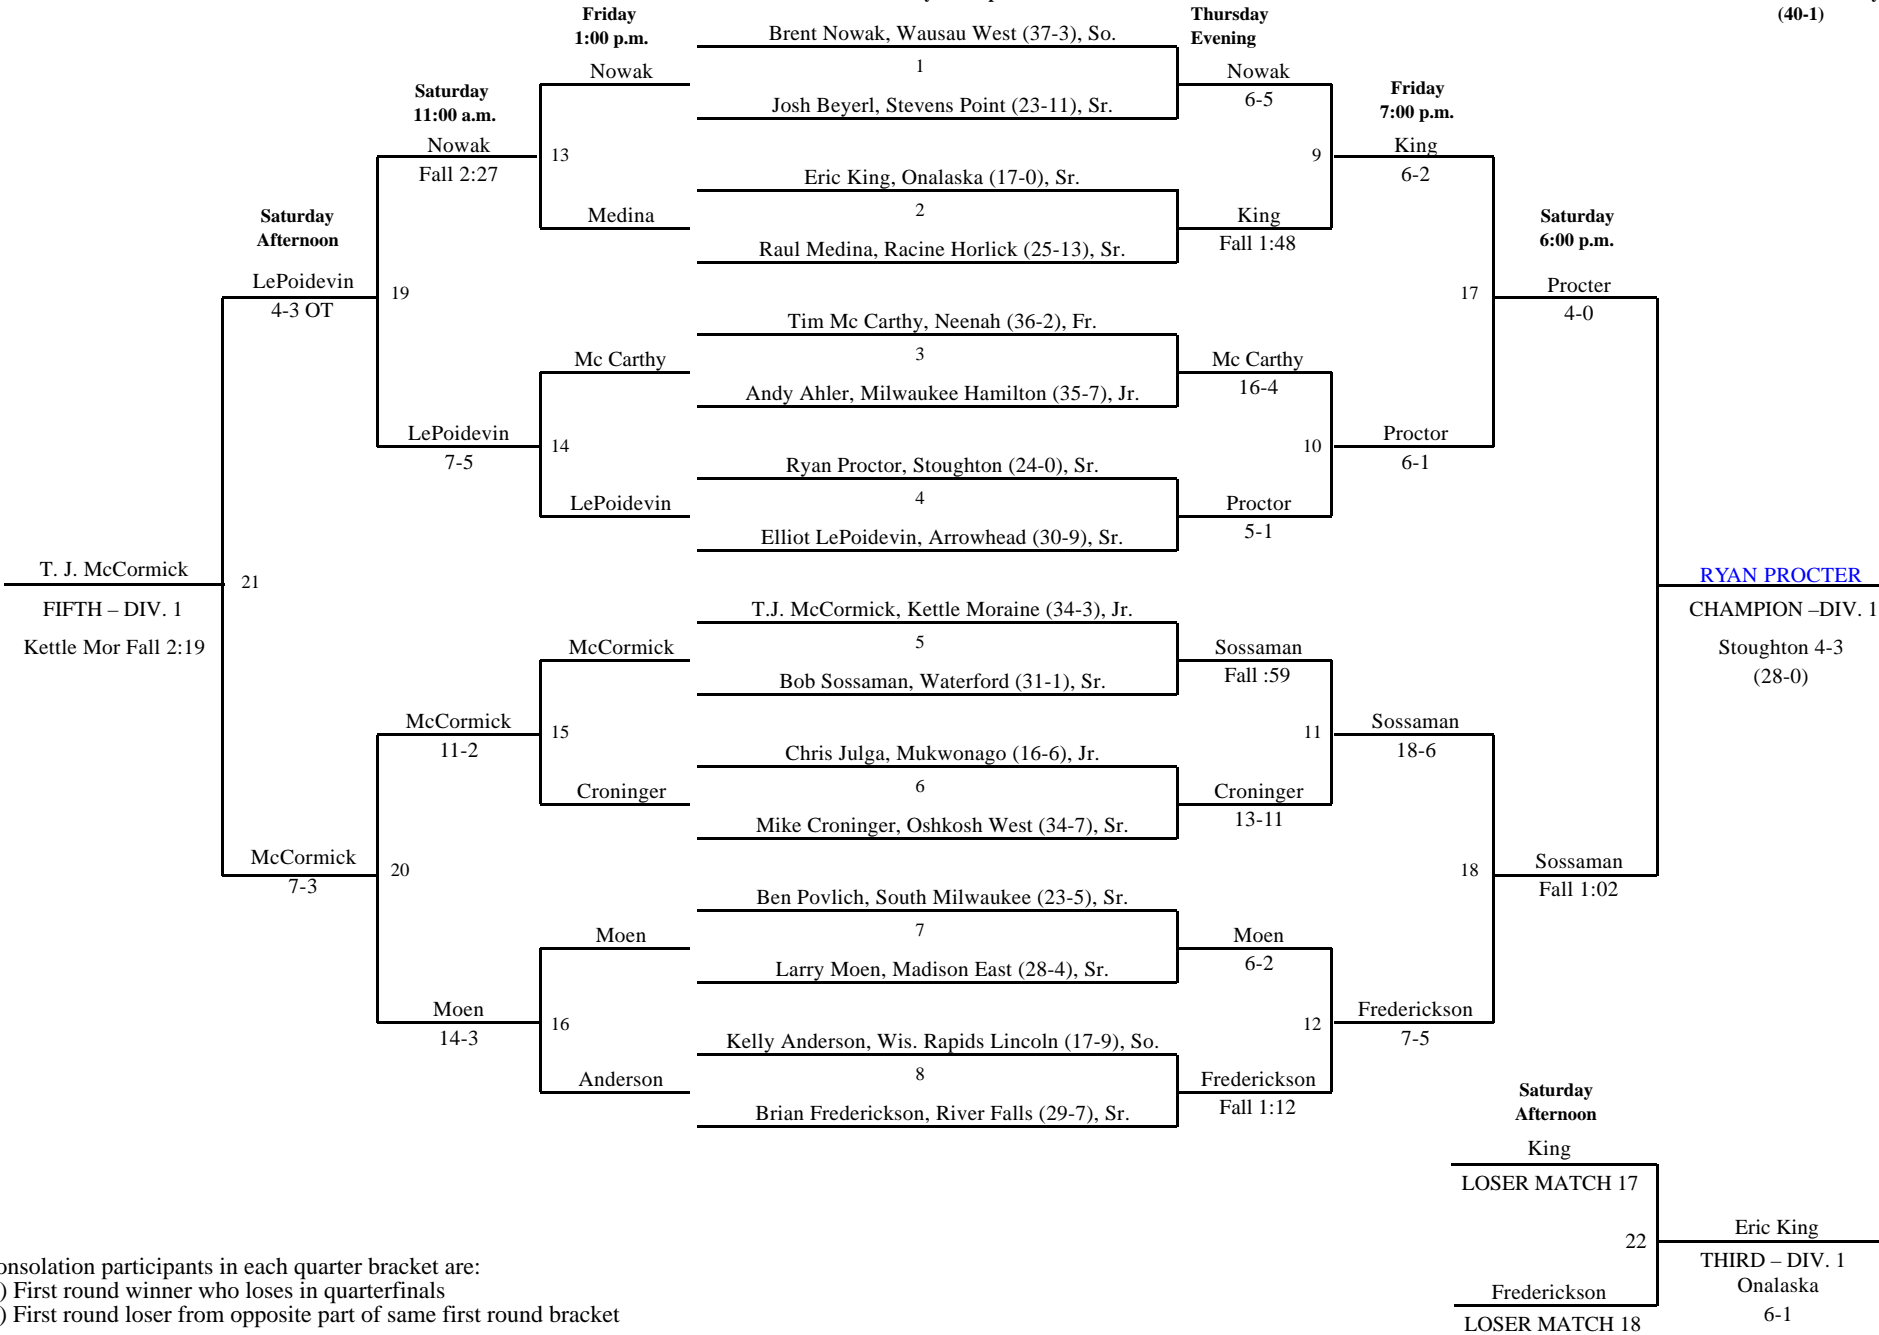 (40-1)
Friday
1:00 p.m.
Thursday
Evening
Brent Nowak, Wausau West (37-3), So.
1
Nowak
Nowak
6-5
Josh Beyerl, Stevens Point (23-11), Sr.
Saturday
11:00 a.m.
Friday
7:00 p.m.
Nowak
Fall 2:27
13
9
King
6-2
Eric King, Onalaska (17-0), Sr.
2
Medina
King
Fall 1:48
Raul Medina, Racine Horlick (25-13), Sr.
Saturday
Afternoon
Saturday
6:00 p.m.
LePoidevin
4-3 OT
19
17
Procter
4-0
Tim Mc Carthy, Neenah (36-2), Fr.
3
Mc Carthy
Mc Carthy
16-4
Andy Ahler, Milwaukee Hamilton (35-7), Jr.
LePoidevin
7-5
14
10
Proctor
6-1
Ryan Proctor, Stoughton (24-0), Sr.
4
LePoidevin
Proctor
5-1
Elliot LePoidevin, Arrowhead (30-9), Sr.
T. J. McCormick
21
FIFTH – DIV. 1
Kettle Mor Fall 2:19
RYAN PROCTER
CHAMPION –DIV. 1
Stoughton 4-3
(28-0)
T.J. McCormick, Kettle Moraine (34-3), Jr.
5
McCormick
Sossaman
Fall :59
Bob Sossaman, Waterford (31-1), Sr.
McCormick
11-2
15
11
Sossaman
18-6
Chris Julga, Mukwonago (16-6), Jr.
6
Croninger
Croninger
13-11
Mike Croninger, Oshkosh West (34-7), Sr.
McCormick
7-3
20
18
Sossaman
Fall 1:02
Ben Povlich, South Milwaukee (23-5), Sr.
7
Moen
Moen
6-2
Larry Moen, Madison East (28-4), Sr.
Moen
14-3
16
12
Frederickson
7-5
Kelly Anderson, Wis. Rapids Lincoln (17-9), So.
8
Anderson
Frederickson
Fall 1:12
Brian Frederickson, River Falls (29-7), Sr.
Saturday
Afternoon
King
LOSER MATCH 17
22
Eric King
THIRD – DIV. 1
Onalaska
6-1
Frederickson
LOSER MATCH 18
onsolation participants in each quarter bracket are:
) First round winner who loses in quarterfinals
) First round loser from opposite part of same first round bracket